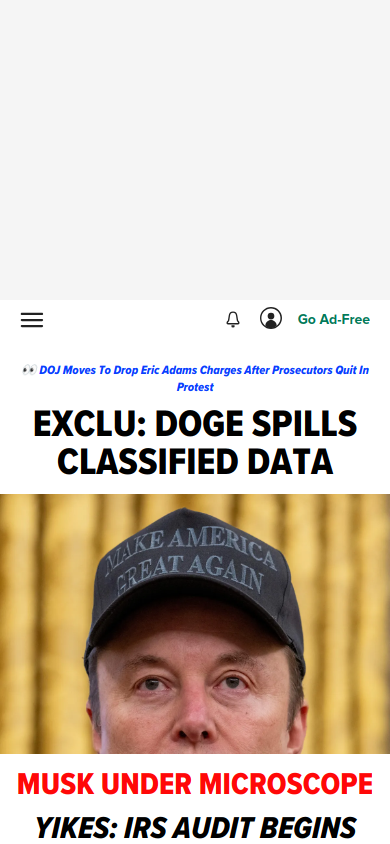 Go Ad-Free
👀 DOJ Moves To Drop Eric Adams Charges After Prosecutors Quit In
Protest
EXCLU: DOGE SPILLS
CLASSIFIED DATA
MAKE AMERICA
GREAT AGAIN
MUSK UNDER MICROSCOPE
YIKES: IRS AUDIT BEGINS